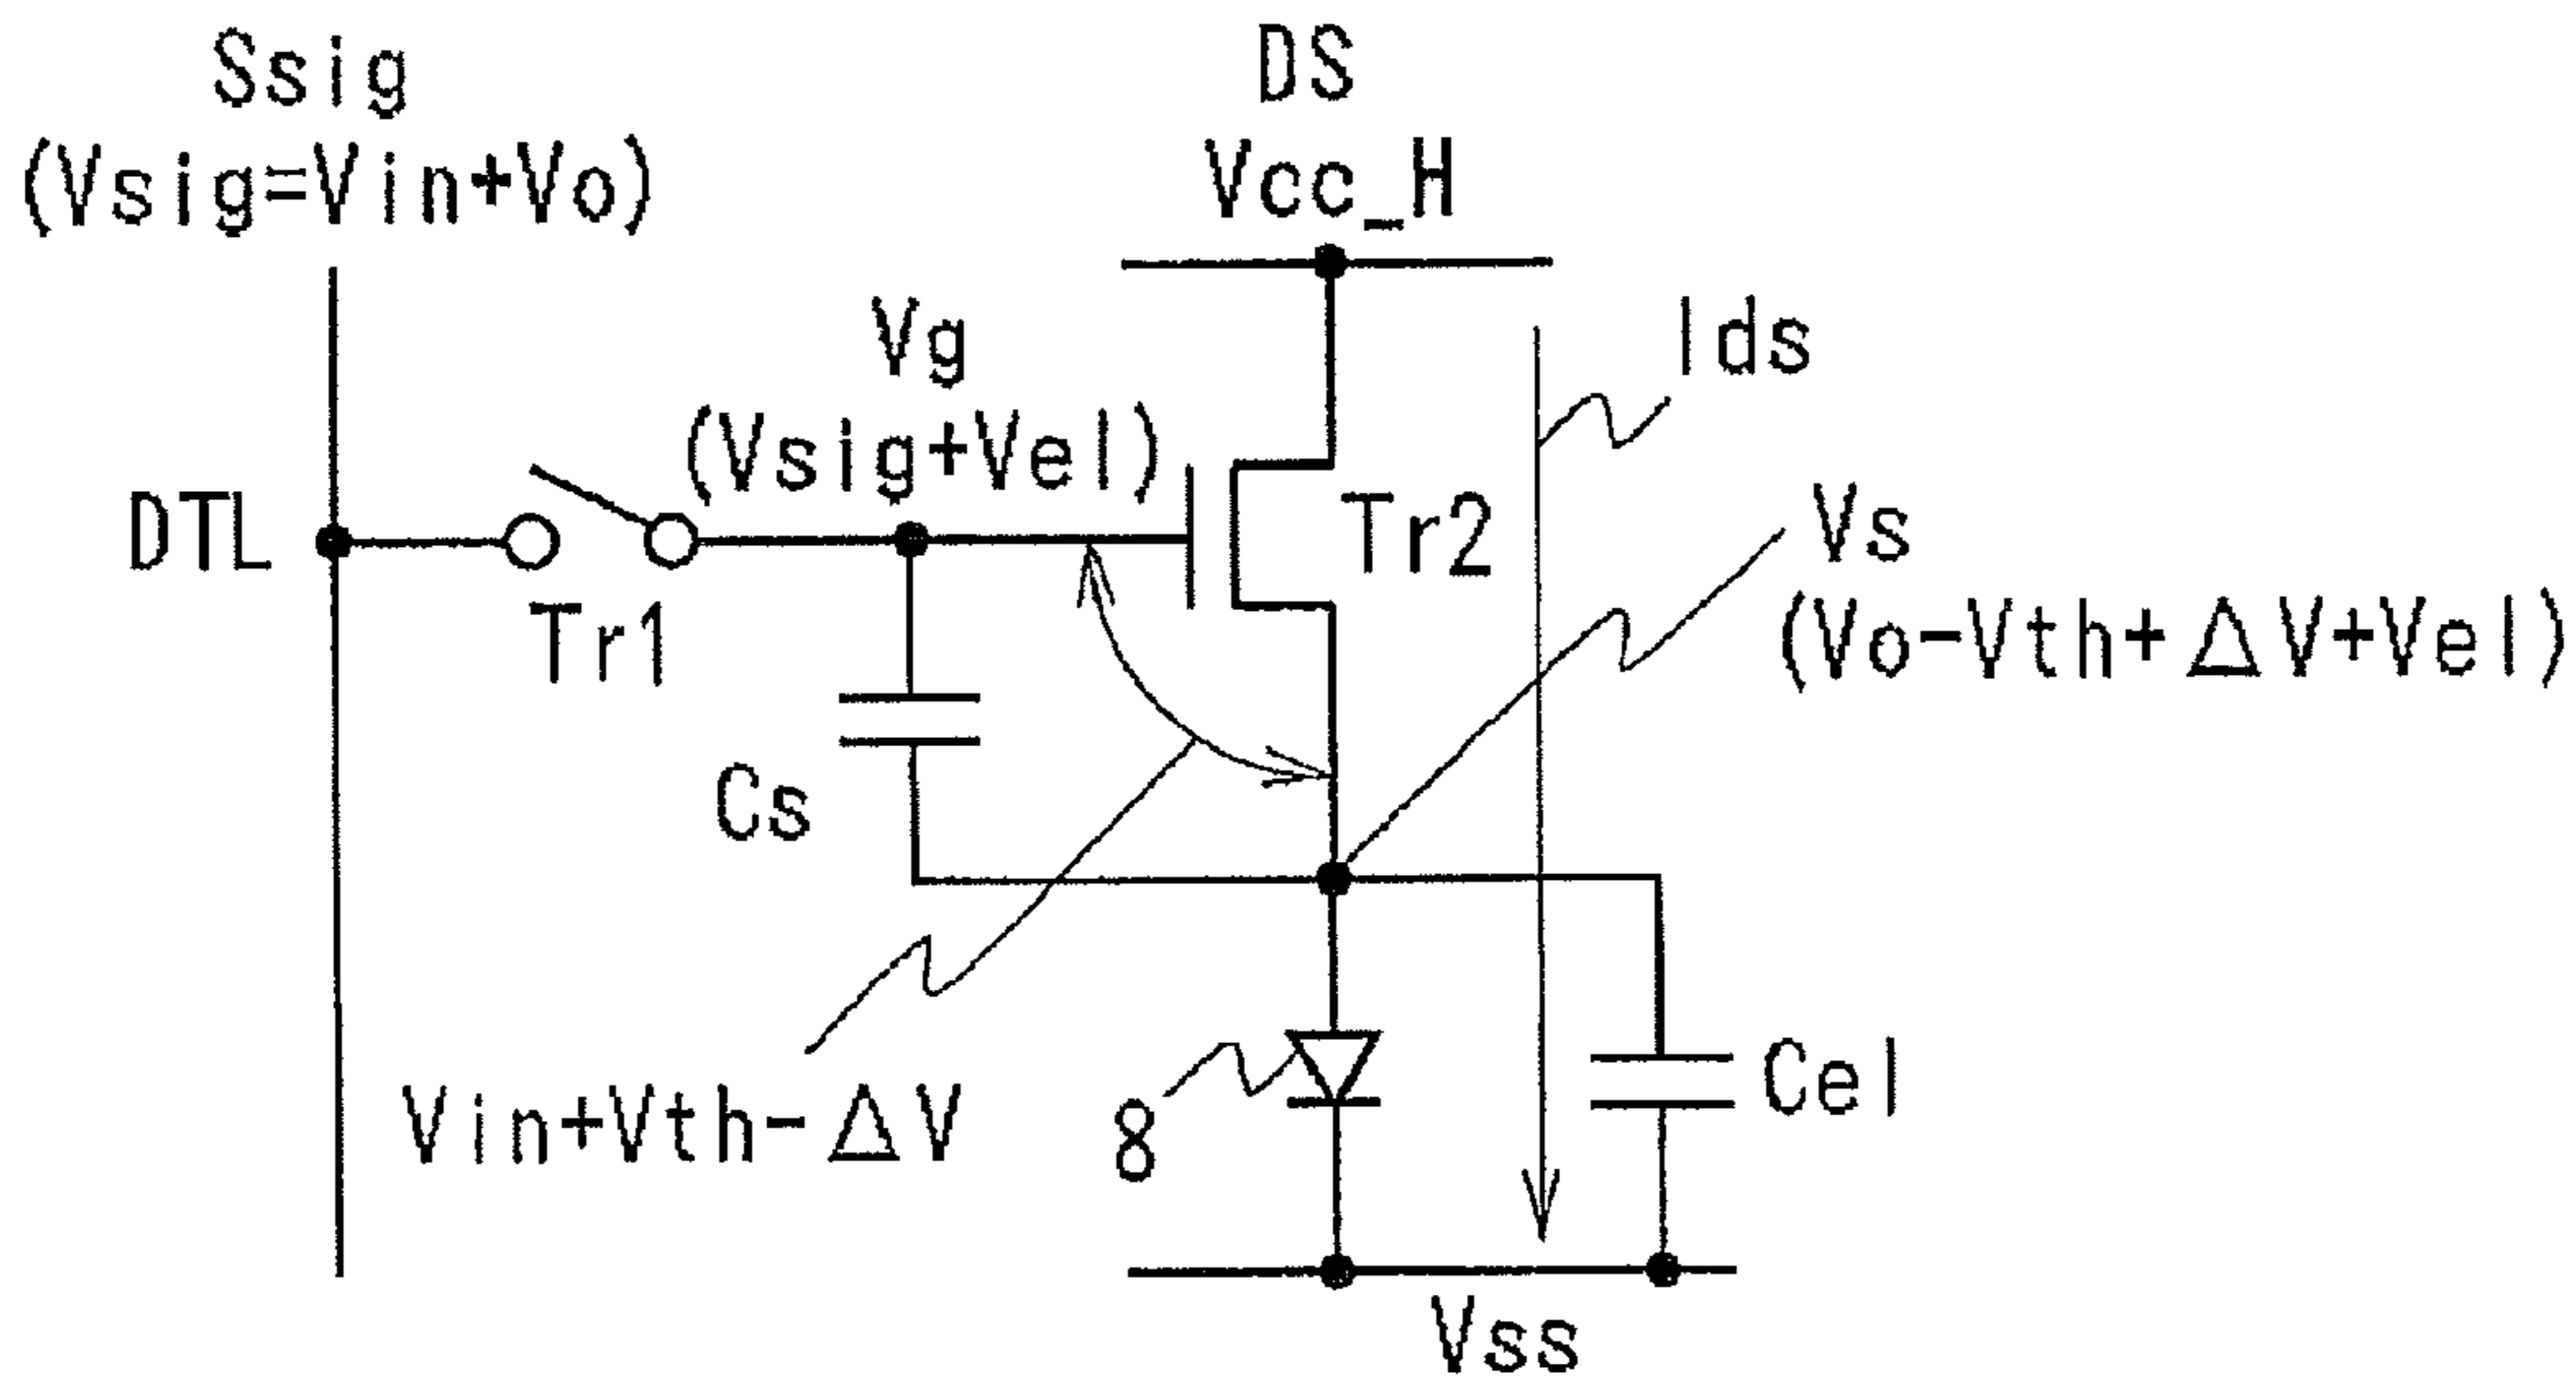 Ssig
(Vsig=Vin+Vo)
DS
Vcc_H
Ids
Vg
(Vsig+Vel)
DTL
Tr1
Tr2
Vs
(Vo-Vth+ΔV+Vel)
Cs
Vin+Vth-ΔV
8
Cel
Vss